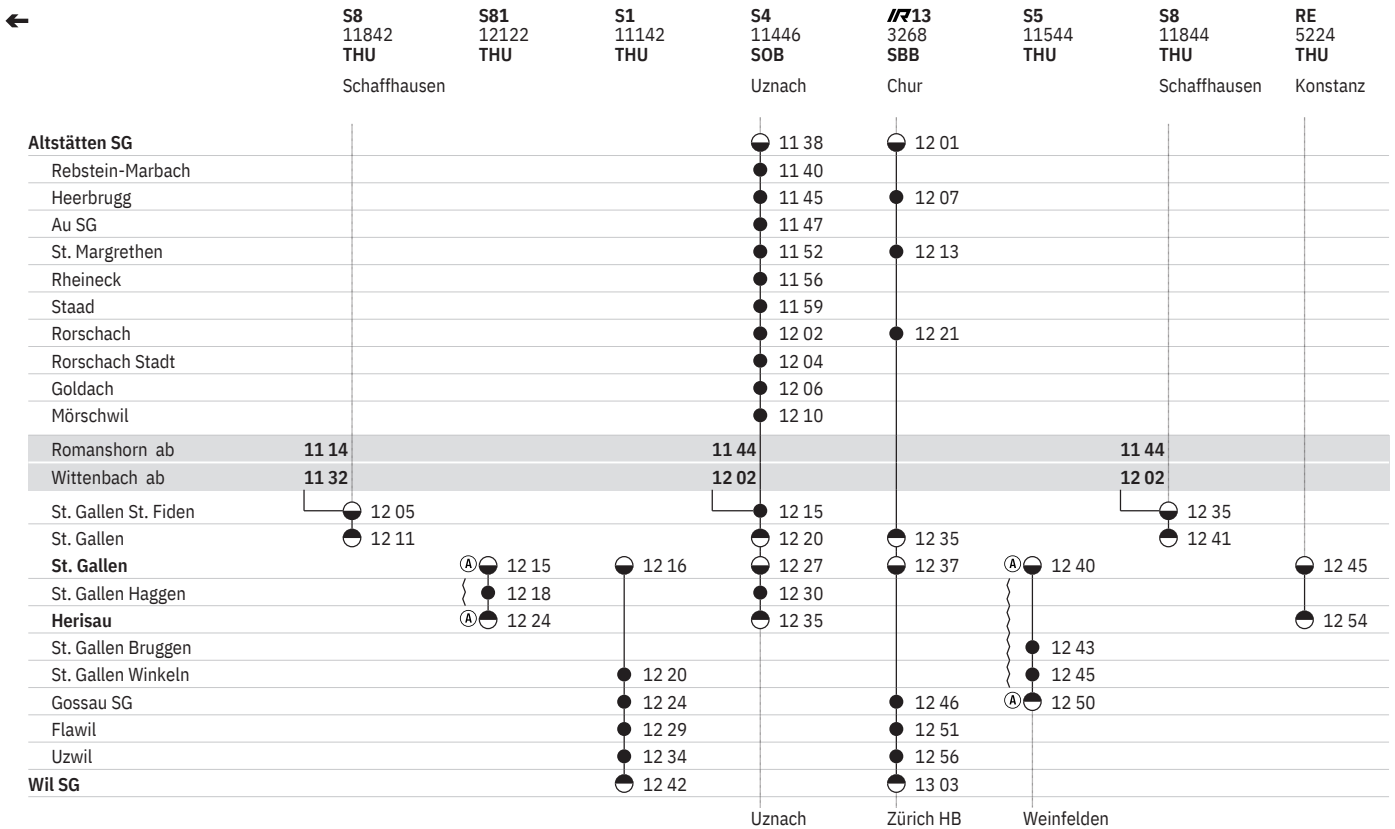 ← S8 S81 S1 S4 IR13 S5 S8 RE
11842 12122 11142 11446 3268 11544 11844 5224
THU THU THU SOB SBB THU THU THU
Schaffhausen Uznach Chur Schaffhausen Konstanz
Altstätten SG 11 38 12 01
Rebstein-Marbach 11 40
Heerbrugg 11 45 12 07
Au SG 11 47
St. Margrethen 11 52 12 13
Rheineck 11 56
Staad 11 59
Rorschach 12 02 12 21
Rorschach Stadt 12 04
Goldach 12 06
Mörschwil 12 10
Romanshorn ab 11 14 11 44 11 44
Wittenbach ab 11 32 12 02 12 02
St. Gallen St. Fiden 12 05 12 15 12 35
St. Gallen 12 11 12 20 12 35 12 41
St. Gallen A 12 15 12 16 12 27 12 37 A 12 40 12 45
St. Gallen Haggen 12 18 12 30
Herisau A 12 24 12 35 12 54
St. Gallen Bruggen 12 43
St. Gallen Winkeln 12 20 12 45
Gossau SG 12 24 12 46 A 12 50
Flawil 12 29 12 51
Uzwil 12 34 12 56
Wil SG 12 42 13 03
Uznach Zürich HB Weinfelden